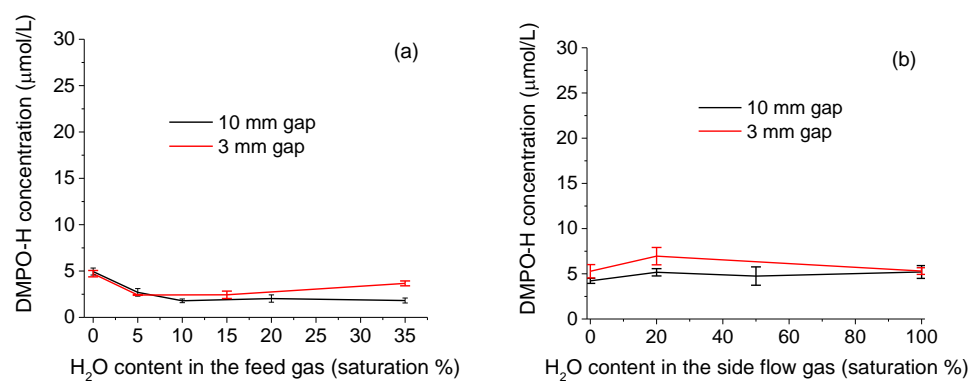 (a)
DMPO-H concentration (μmol/L)
30
25
20
15
10
5
0
10 mm gap
3 mm gap
0 5 10 15 20 25 30 35
H₂O content in the feed gas (saturation %)
(b)
DMPO-H concentration (μmol/L)
30
25
20
15
10
5
0
10 mm gap
3 mm gap
0 20 40 60 80 100
H₂O content in the side flow gas (saturation %)